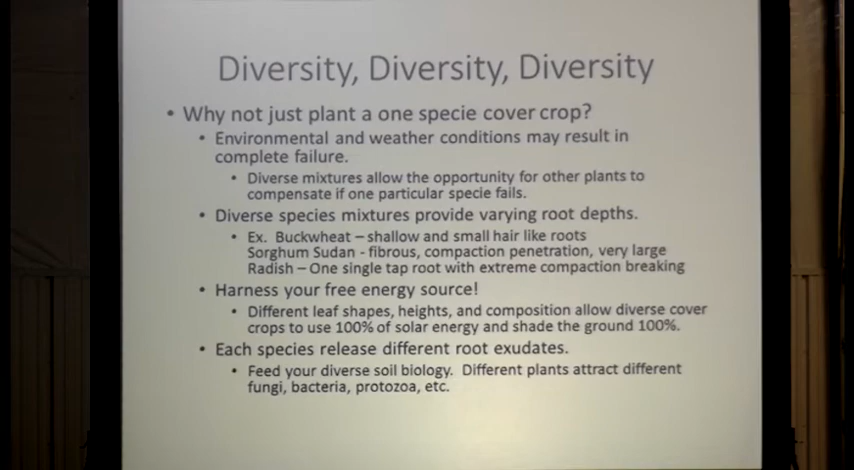 Diversity, Diversity, Diversity
• Why not just plant a one specie cover crop?
• Environmental and weather conditions may result in
complete failure.
• Diverse mixtures allow the opportunity for other plants to
compensate if one particular specie fails.
• Diverse species mixtures provide varying root depths.
• Ex. Buckwheat – shallow and small hair like roots
Sorghum Sudan - fibrous, compaction penetration, very large
Radish – One single tap root with extreme compaction breaking
• Harness your free energy source!
• Different leaf shapes, heights, and composition allow diverse cover
crops to use 100% of solar energy and shade the ground 100%.
• Each species release different root exudates.
• Feed your diverse soil biology. Different plants attract different
fungi, bacteria, protozoa, etc.